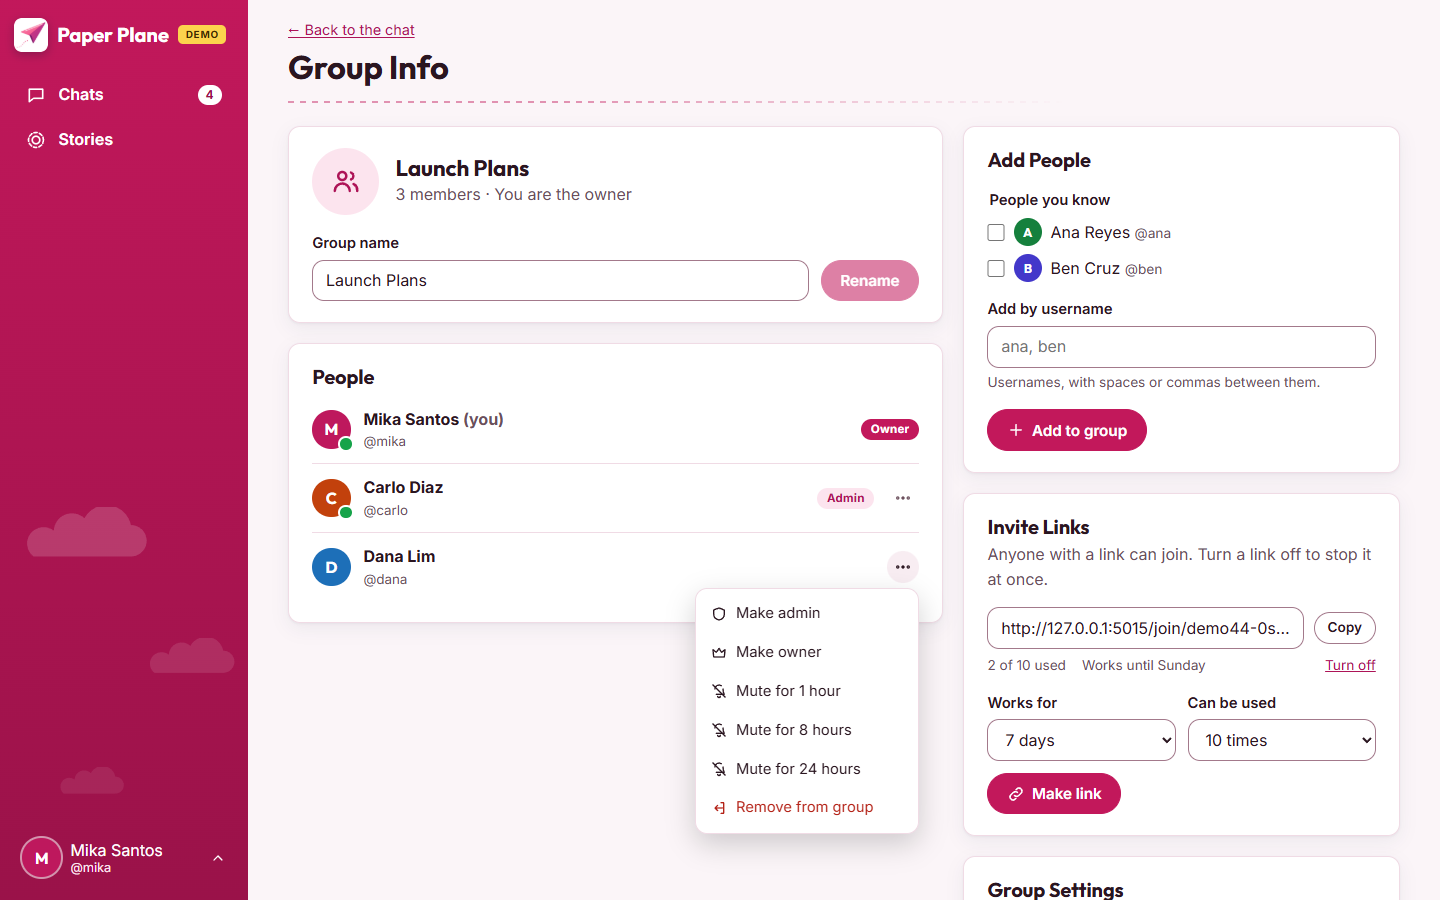 Paper Plane DEMO
Chats 4
Stories
M Mika Santos
@mika
← Back to the chat
Group Info
Launch Plans
3 members · You are the owner
Group name
Launch Plans Rename
People
M Mika Santos (you) Owner
@mika
C Carlo Diaz Admin
@carlo
D Dana Lim
@dana
Make admin
Make owner
Mute for 1 hour
Mute for 8 hours
Mute for 24 hours
Remove from group
Add People
People you know
A Ana Reyes @ana
B Ben Cruz @ben
Add by username
ana, ben
Usernames, with spaces or commas between them.
+ Add to group
Invite Links
Anyone with a link can join. Turn a link off to stop it
at once.
http://127.0.0.1:5015/join/demo44-0s... Copy
2 of 10 used Works until Sunday Turn off
Works for Can be used
7 days 10 times
Make link
Group Settings